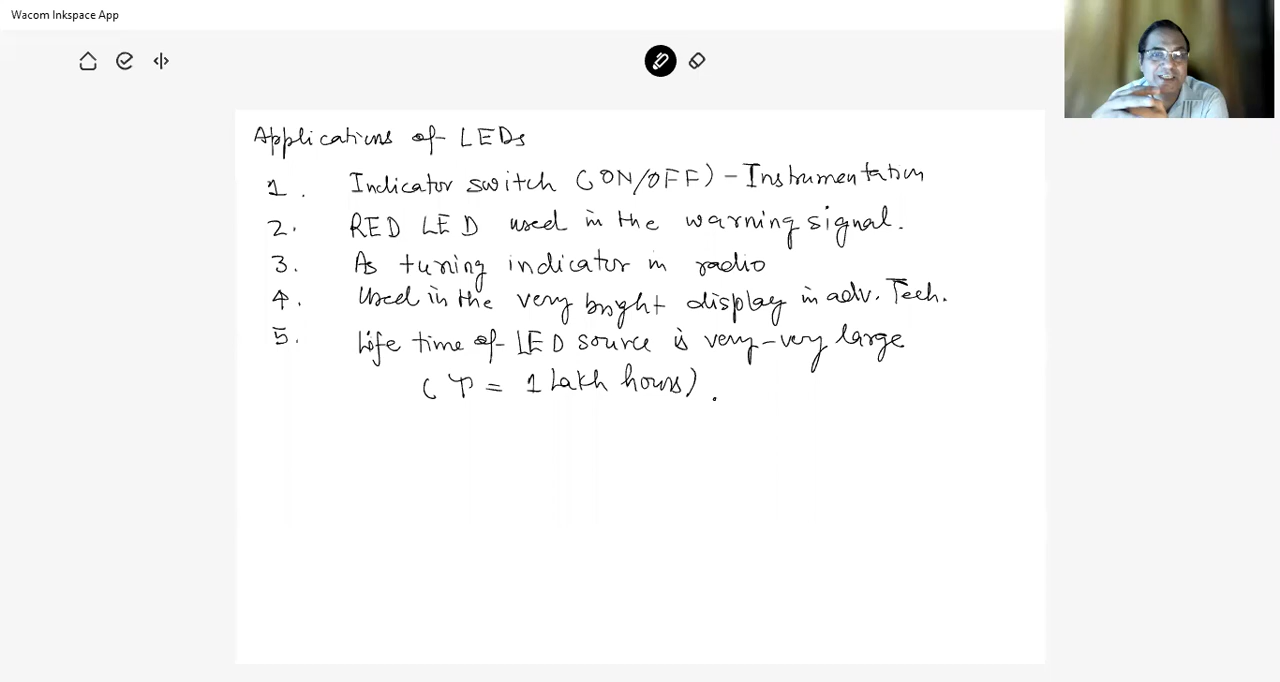 Wacom Inkspace App
Applications of LEDs
1. Indicator switch (ON/OFF) - Instrumentation
2. RED LED used in the warning signal.
3. As tuning indicator in radio
4. Used in the very bright display in adv. Tech.
5. Life time of LED source is very-very large
(τ = 1 Lakh hours).